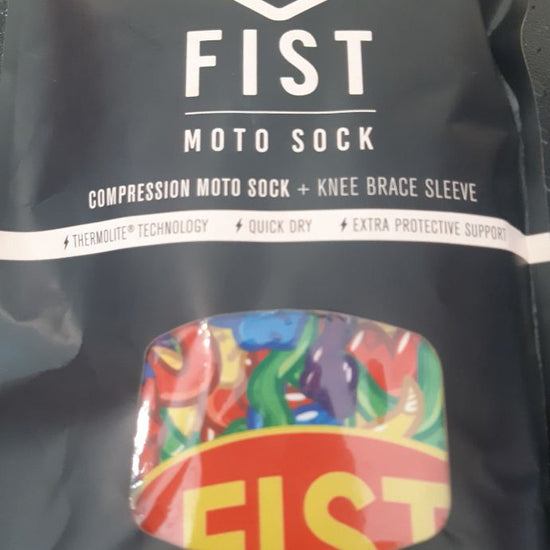 FIST
MOTO SOCK
COMPRESSION MOTO SOCK + KNEE BRACE SLEEVE
THERMOLITE® TECHNOLOGY QUICK DRY EXTRA PROTECTIVE SUPPORT
FIST